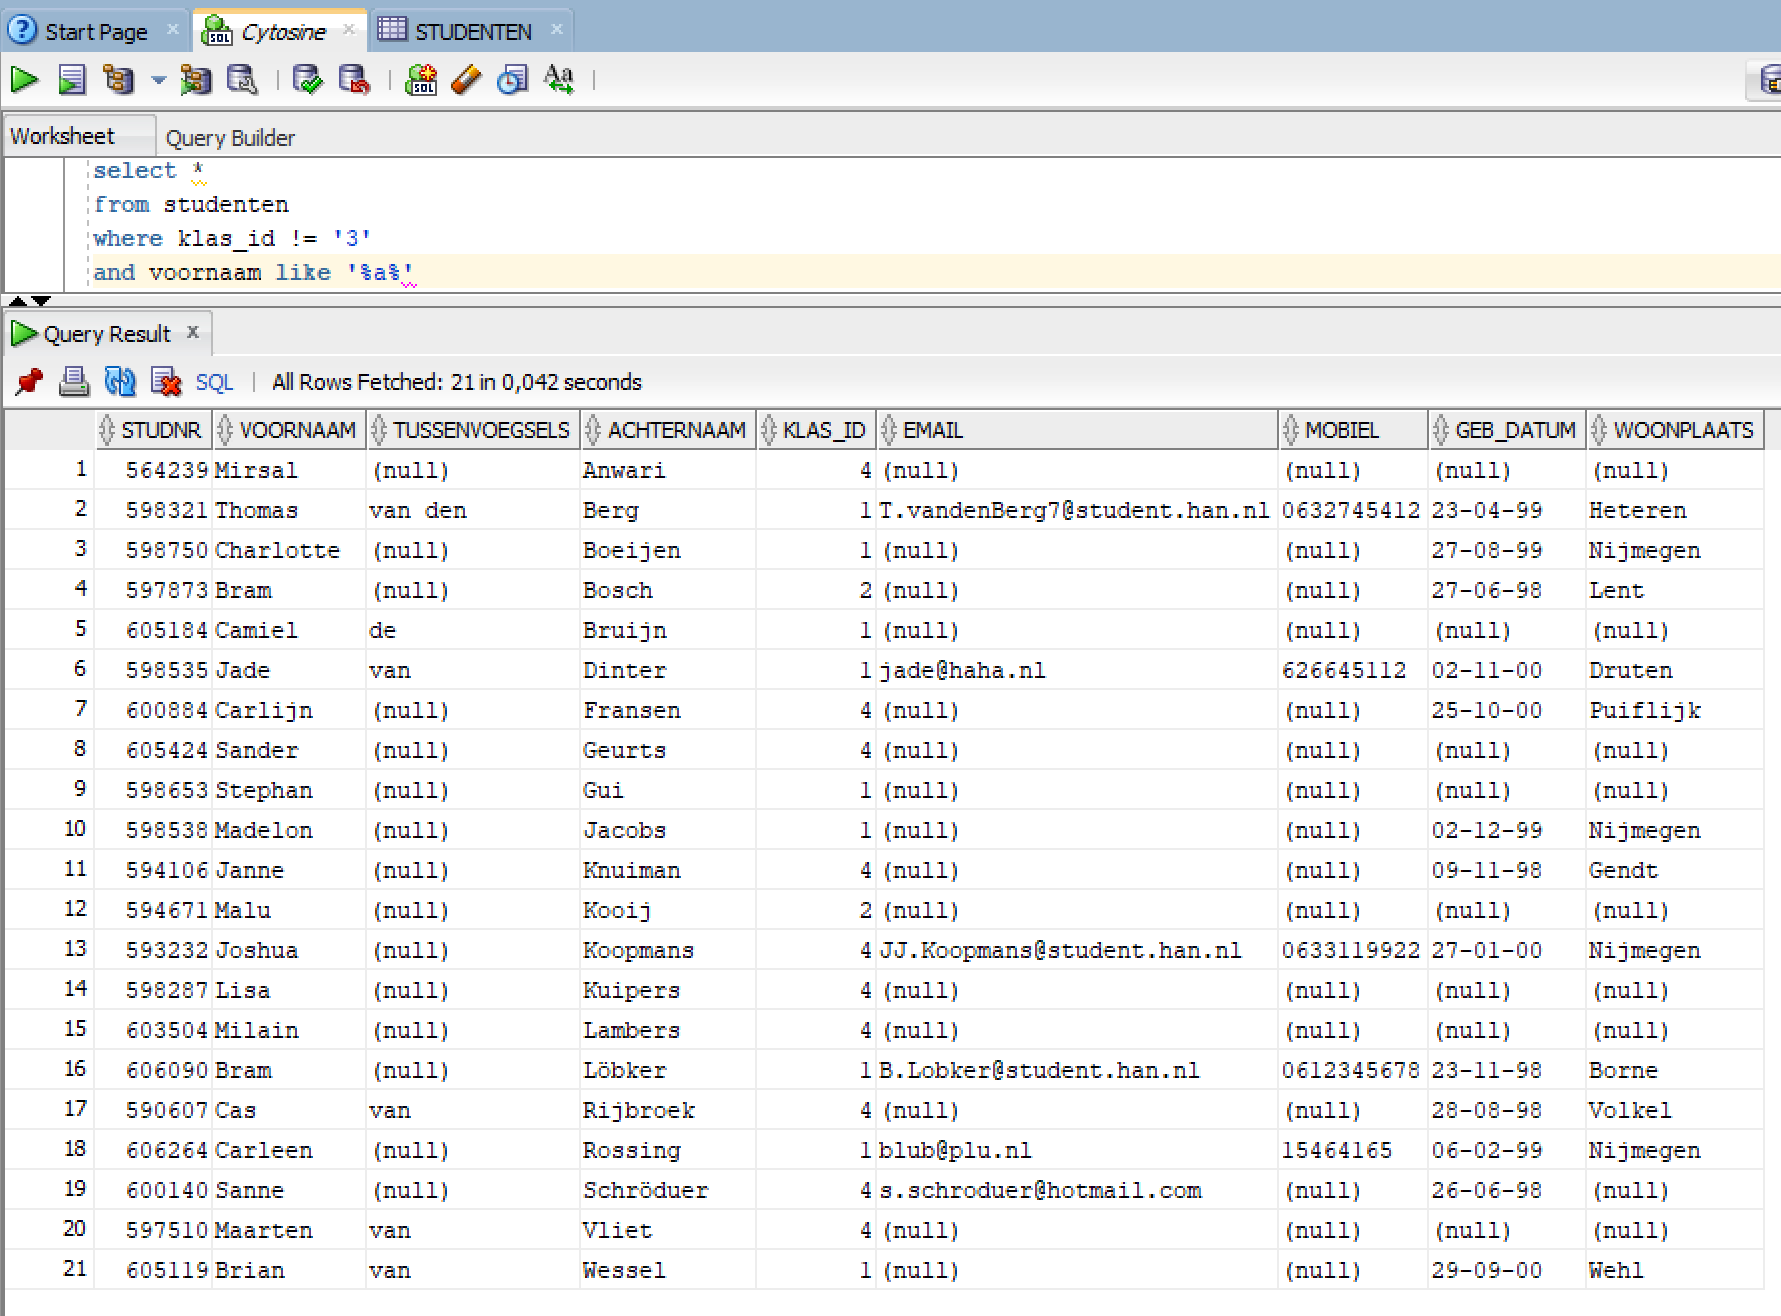 Start Page Cytosine STUDENTEN
Worksheet Query Builder
select *
from studenten
where klas_id != '3'
and voornaam like '%a%'
Query Result
SQL All Rows Fetched: 21 in 0,042 seconds
STUDNR VOORNAAM TUSSENVOEGSELS ACHTERNAAM KLAS_ID EMAIL MOBIEL GEB_DATUM WOONPLAATS
1 564239 Mirsal (null) Anwari 4 (null) (null) (null) (null)
2 598321 Thomas van den Berg 1 T.vandenBerg7@student.han.nl 0632745412 23-04-99 Heteren
3 598750 Charlotte (null) Boeijen 1 (null) (null) 27-08-99 Nijmegen
4 597873 Bram (null) Bosch 2 (null) (null) 27-06-98 Lent
5 605184 Camiel de Bruijn 1 (null) (null) (null) (null)
6 598535 Jade van Dinter 1 jade@haha.nl 626645112 02-11-00 Druten
7 600884 Carlijn (null) Fransen 4 (null) (null) 25-10-00 Puiflijk
8 605424 Sander (null) Geurts 4 (null) (null) (null) (null)
9 598653 Stephan (null) Gui 1 (null) (null) (null) (null)
10 598538 Madelon (null) Jacobs 1 (null) (null) 02-12-99 Nijmegen
11 594106 Janne (null) Knuiman 4 (null) (null) 09-11-98 Gendt
12 594671 Malu (null) Kooij 2 (null) (null) (null) (null)
13 593232 Joshua (null) Koopmans 4 JJ.Koopmans@student.han.nl 0633119922 27-01-00 Nijmegen
14 598287 Lisa (null) Kuipers 4 (null) (null) (null) (null)
15 603504 Milain (null) Lambers 4 (null) (null) (null) (null)
16 606090 Bram (null) Löbker 1 B.Lobker@student.han.nl 0612345678 23-11-98 Borne
17 590607 Cas van Rijbroek 4 (null) (null) 28-08-98 Volkel
18 606264 Carleen (null) Rossing 1 blub@plu.nl 15464165 06-02-99 Nijmegen
19 600140 Sanne (null) Schröduer 4 s.schroduer@hotmail.com (null) 26-06-98 (null)
20 597510 Maarten van Vliet 4 (null) (null) (null) (null)
21 605119 Brian van Wessel 1 (null) (null) 29-09-00 Wehl